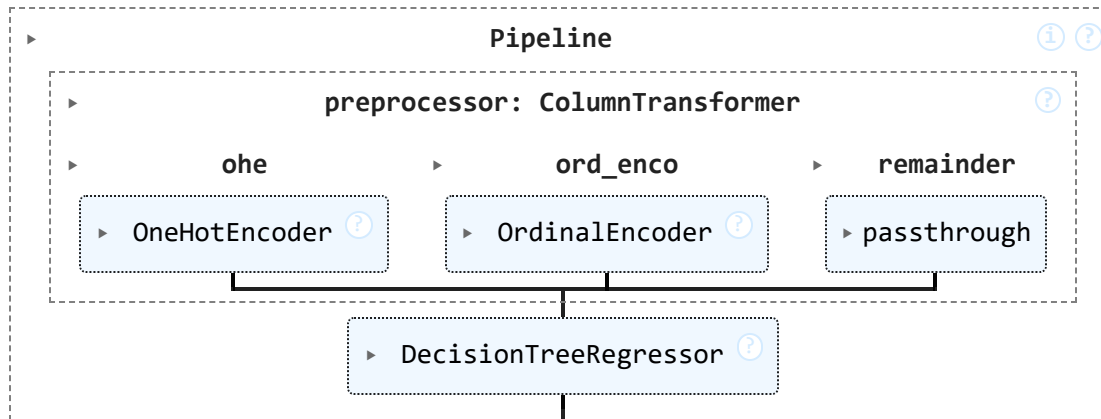 ▸ Pipeline i ?
▸ preprocessor: ColumnTransformer ?
▸ ohe ▸ ord_enco ▸ remainder
▸ OneHotEncoder ? ▸ OrdinalEncoder ? ▸ passthrough
▸ DecisionTreeRegressor ?